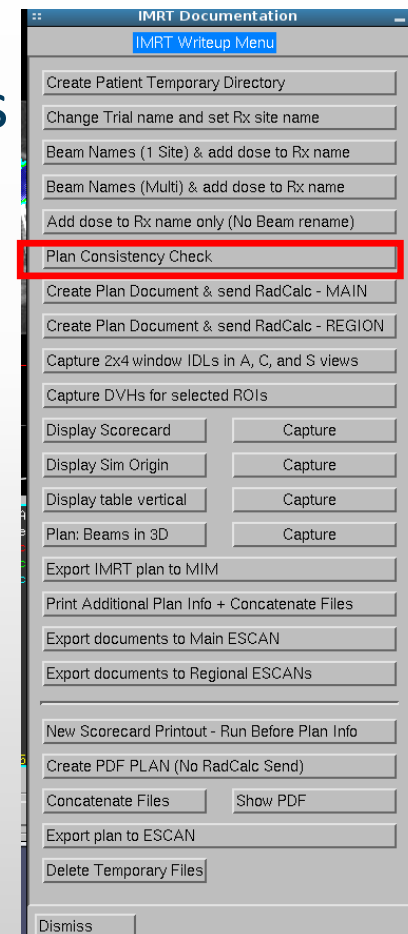 IMRT Documentation
IMRT Writeup Menu
Create Patient Temporary Directory
Change Trial name and set Rx site name
Beam Names (1 Site) & add dose to Rx name
Beam Names (Multi) & add dose to Rx name
Add dose to Rx name only (No Beam rename)
Plan Consistency Check
Create Plan Document & send RadCalc - MAIN
Create Plan Document & send RadCalc - REGION
Capture 2x4 window IDLs in A, C, and S views
Capture DVHs for selected ROIs
Display Scorecard Capture
Display Sim Origin Capture
Display table vertical Capture
Plan: Beams in 3D Capture
Export IMRT plan to MIM
Print Additional Plan Info + Concatenate Files
Export documents to Main ESCAN
Export documents to Regional ESCANs
New Scorecard Printout - Run Before Plan Info
Create PDF PLAN (No RadCalc Send)
Concatenate Files Show PDF
Export plan to ESCAN
Delete Temporary Files
Dismiss